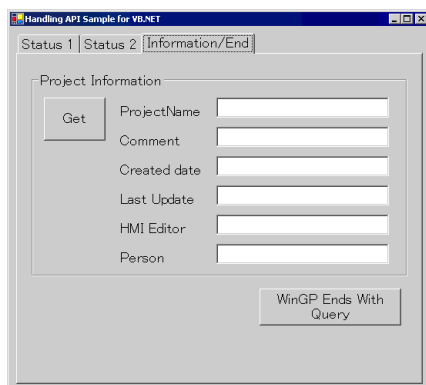 Handling API Sample for VB.NET
Status 1 Status 2 Information/End
Project Information
Get
ProjectName
Comment
Created date
Last Update
HMI Editor
Person
WinGP Ends With
Query